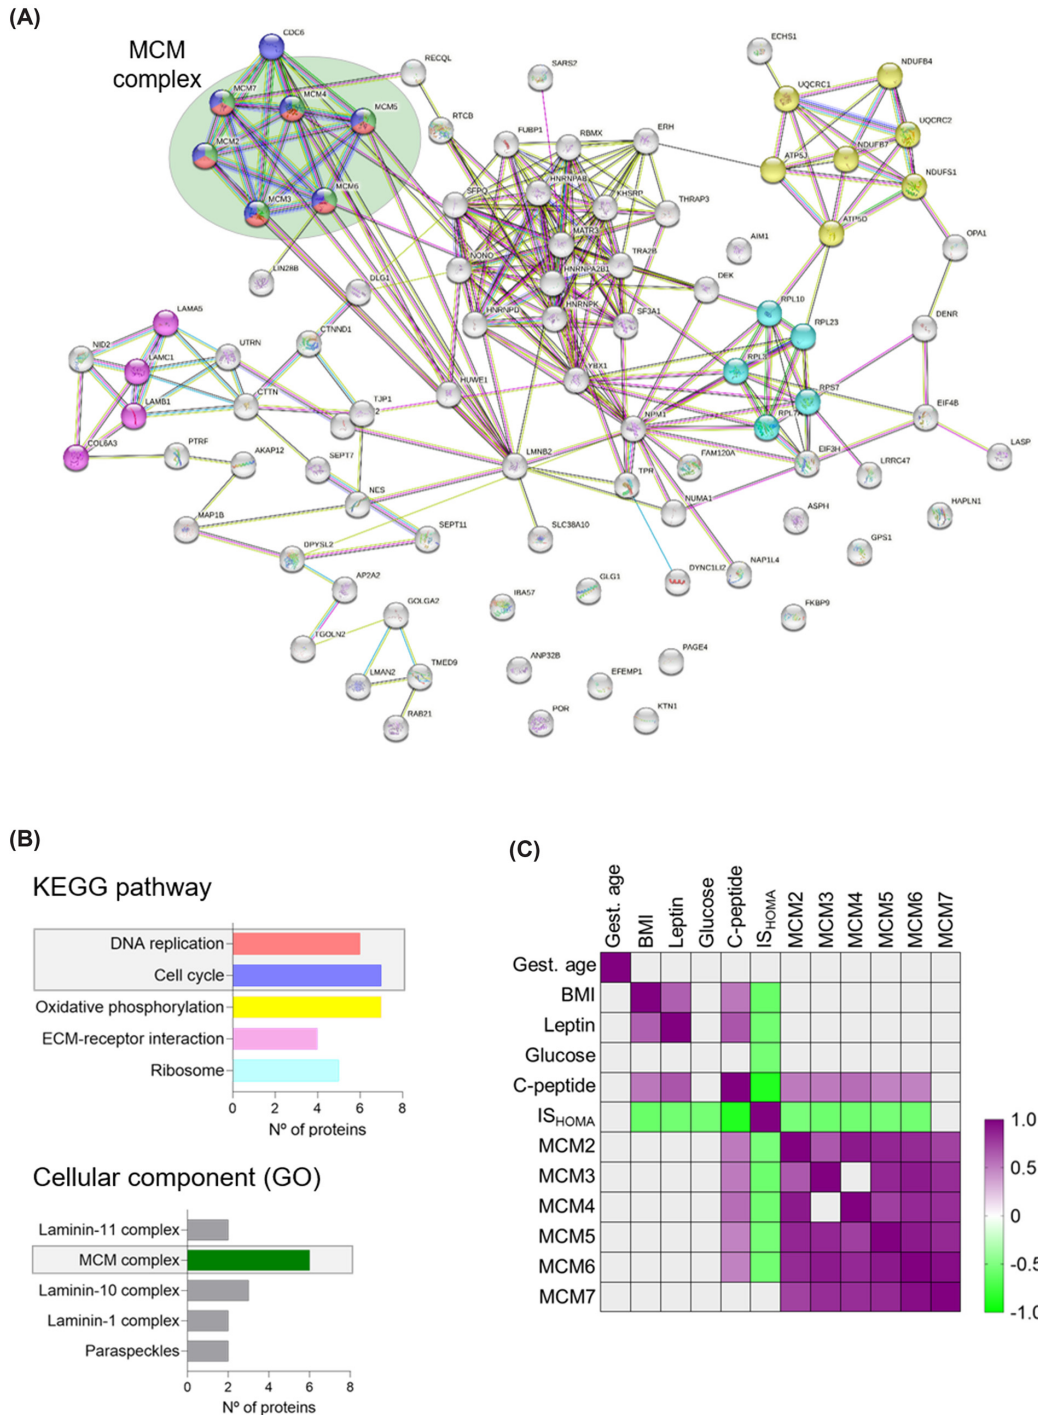 (A)
MCM
complex
CDC6
MCM7
MCM4
MCM5
MCM2
MCM6
MCM3
RECQL
RTCB
SARS2
FUBP1
RBMX
ERH
ECHS1
UQCRC1
NDUFB4
UQCRC2
NDUFB7
ATP5J
NDUFS1
ATP5O
SFPQ
HNRNPAB
KHSRP
THRAP3
MATR3
TRA2B
AIM1
OPA1
NONO
HNRNPA2B1
DEK
LIN28B
DLG1
HNRNPD
HNRNPK
SF3A1
RPL10
RPL23
DENR
LAMA5
NID2
LAMC1
UTRN
CTNND1
HUWE1
YBX1
RPS7
LAMB1
CTTN
TJP1
NPM1
EIF4B
COL6A3
PTRF
AKAP12
SEPT7
LMNB2
TPR
FAM120A
EIF3H
LRRC47
LASP
NES
NUMA1
ASPH
HAPLN1
MAP1B
SEPT11
SLC38A10
GPS1
DPYSL2
AP2A2
DYNC1LI2
NAP1L4
GLG1
IBA57
FKBP9
GOLGA2
TGOLN2
ANP32B
PAGE4
LMAN2
TMED9
EFEMP1
RAB21
POR
KTN1
(B)
KEGG pathway
DNA replication
Cell cycle
Oxidative phosphorylation
ECM-receptor interaction
Ribosome
0 2 4 6 8
Nº of proteins
Cellular component (GO)
Laminin-11 complex
MCM complex
Laminin-10 complex
Laminin-1 complex
Paraspeckles
0 2 4 6 8
Nº of proteins
(C)
Gest. age BMI Leptin Glucose C-peptide IS HOMA MCM2 MCM3 MCM4 MCM5 MCM6 MCM7
Gest. age
BMI
Leptin
Glucose
C-peptide
IS HOMA
MCM2
MCM3
MCM4
MCM5
MCM6
MCM7
1.0
0.5
0
-0.5
-1.0